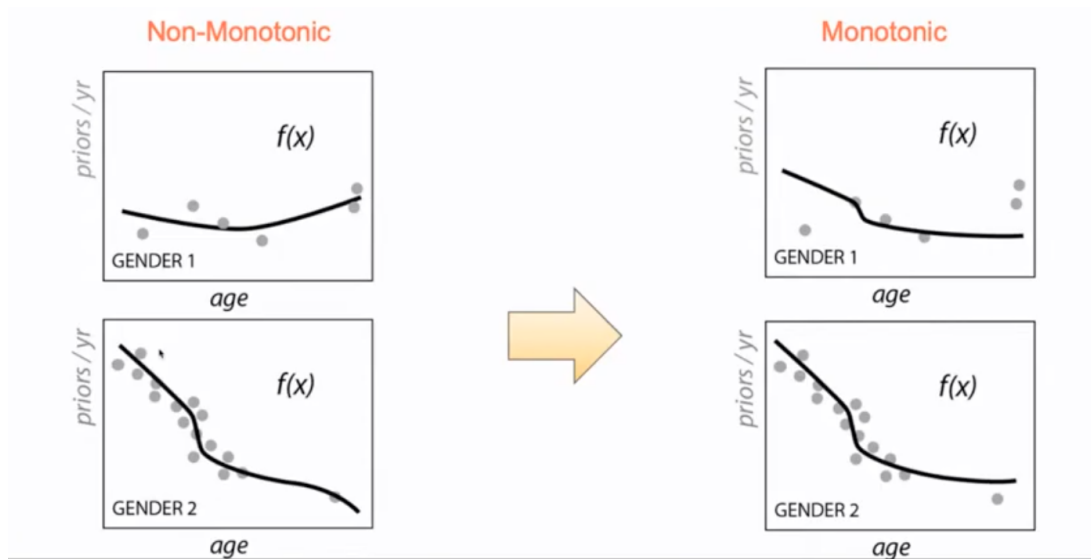 Non-Monotonic
priors / yr
f(x)
GENDER 1
age
priors / yr
f(x)
GENDER 2
age
Monotonic
priors / yr
f(x)
GENDER 1
age
priors / yr
f(x)
GENDER 2
age